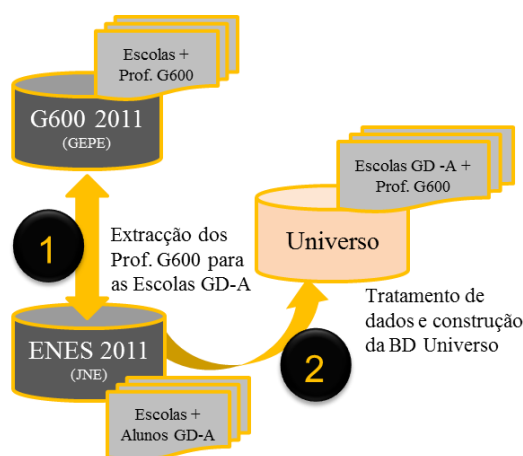 Escolas +
Prof. G600
G600 2011
(GEPE)
Escolas GD -A +
Prof. G600
1
Extracção dos
Prof. G600 para
as Escolas GD-A
Universo
ENES 2011
(JNE)
2
Tratamento de
dados e construção
da BD Universo
Escolas +
Alunos GD-A